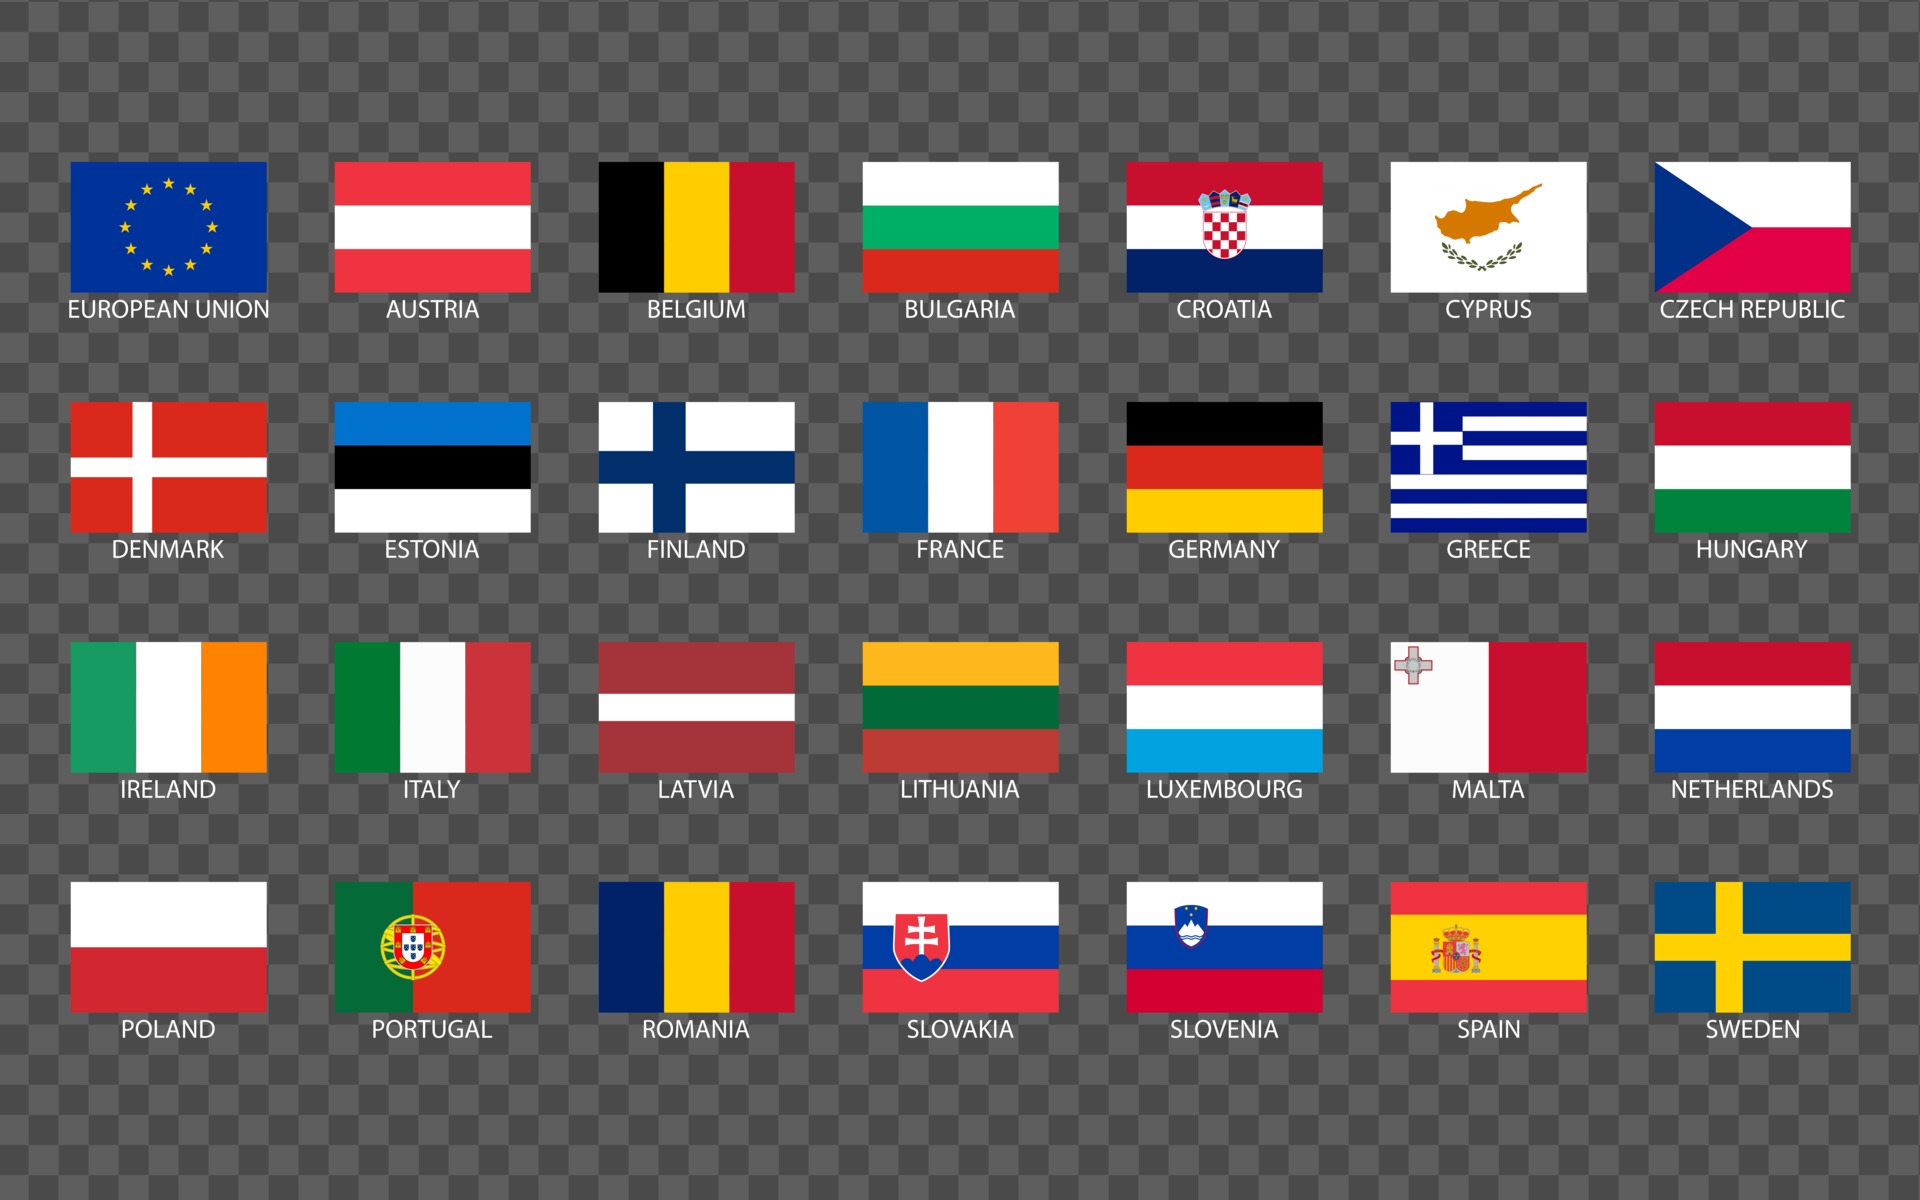 EUROPEAN UNION
AUSTRIA
BELGIUM
BULGARIA
CROATIA
CYPRUS
CZECH REPUBLIC
DENMARK
ESTONIA
FINLAND
FRANCE
GERMANY
GREECE
HUNGARY
IRELAND
ITALY
LATVIA
LITHUANIA
LUXEMBOURG
MALTA
NETHERLANDS
POLAND
PORTUGAL
ROMANIA
SLOVAKIA
SLOVENIA
SPAIN
SWEDEN